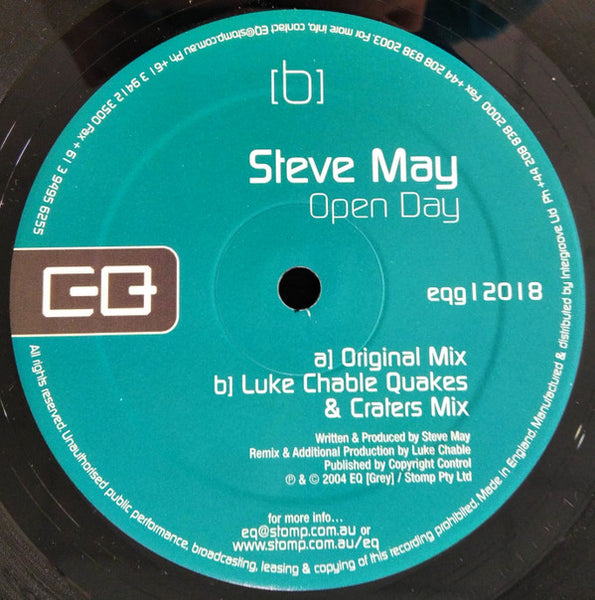 [b]
Steve May
Open Day
EQ
eqg12018
a] Original Mix
b] Luke Chable Quakes
& Craters Mix
Written & Produced by Steve May
Remix & Additional Production by Luke Chable
Published by Copyright Control
℗ & © 2004 EQ [Grey] / Stomp Pty Ltd
for more info...
eq@stomp.com.au or
www.stomp.com.au/eq
All rights reserved. Unauthorised public performance, broadcasting, leasing & copying of this recording prohibited. Made in England. Manufactured & distributed by Intergroove Ltd Ph +44 208 838 2000 Fax +44 208 838 2003. For more info, contact EQ@stomp.com.au Ph +61 3 9412 3500 Fax + 61 3 9495 6255